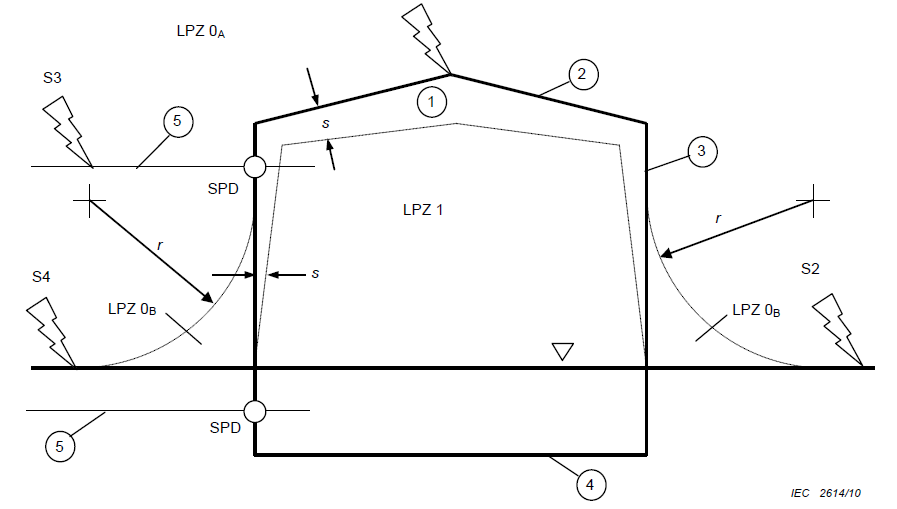 LPZ 0A
S3
5
2
1
s
3
SPD
LPZ 1
r
r
s
S4
S2
LPZ 0B
LPZ 0B
SPD
5
4
IEC 2614/10